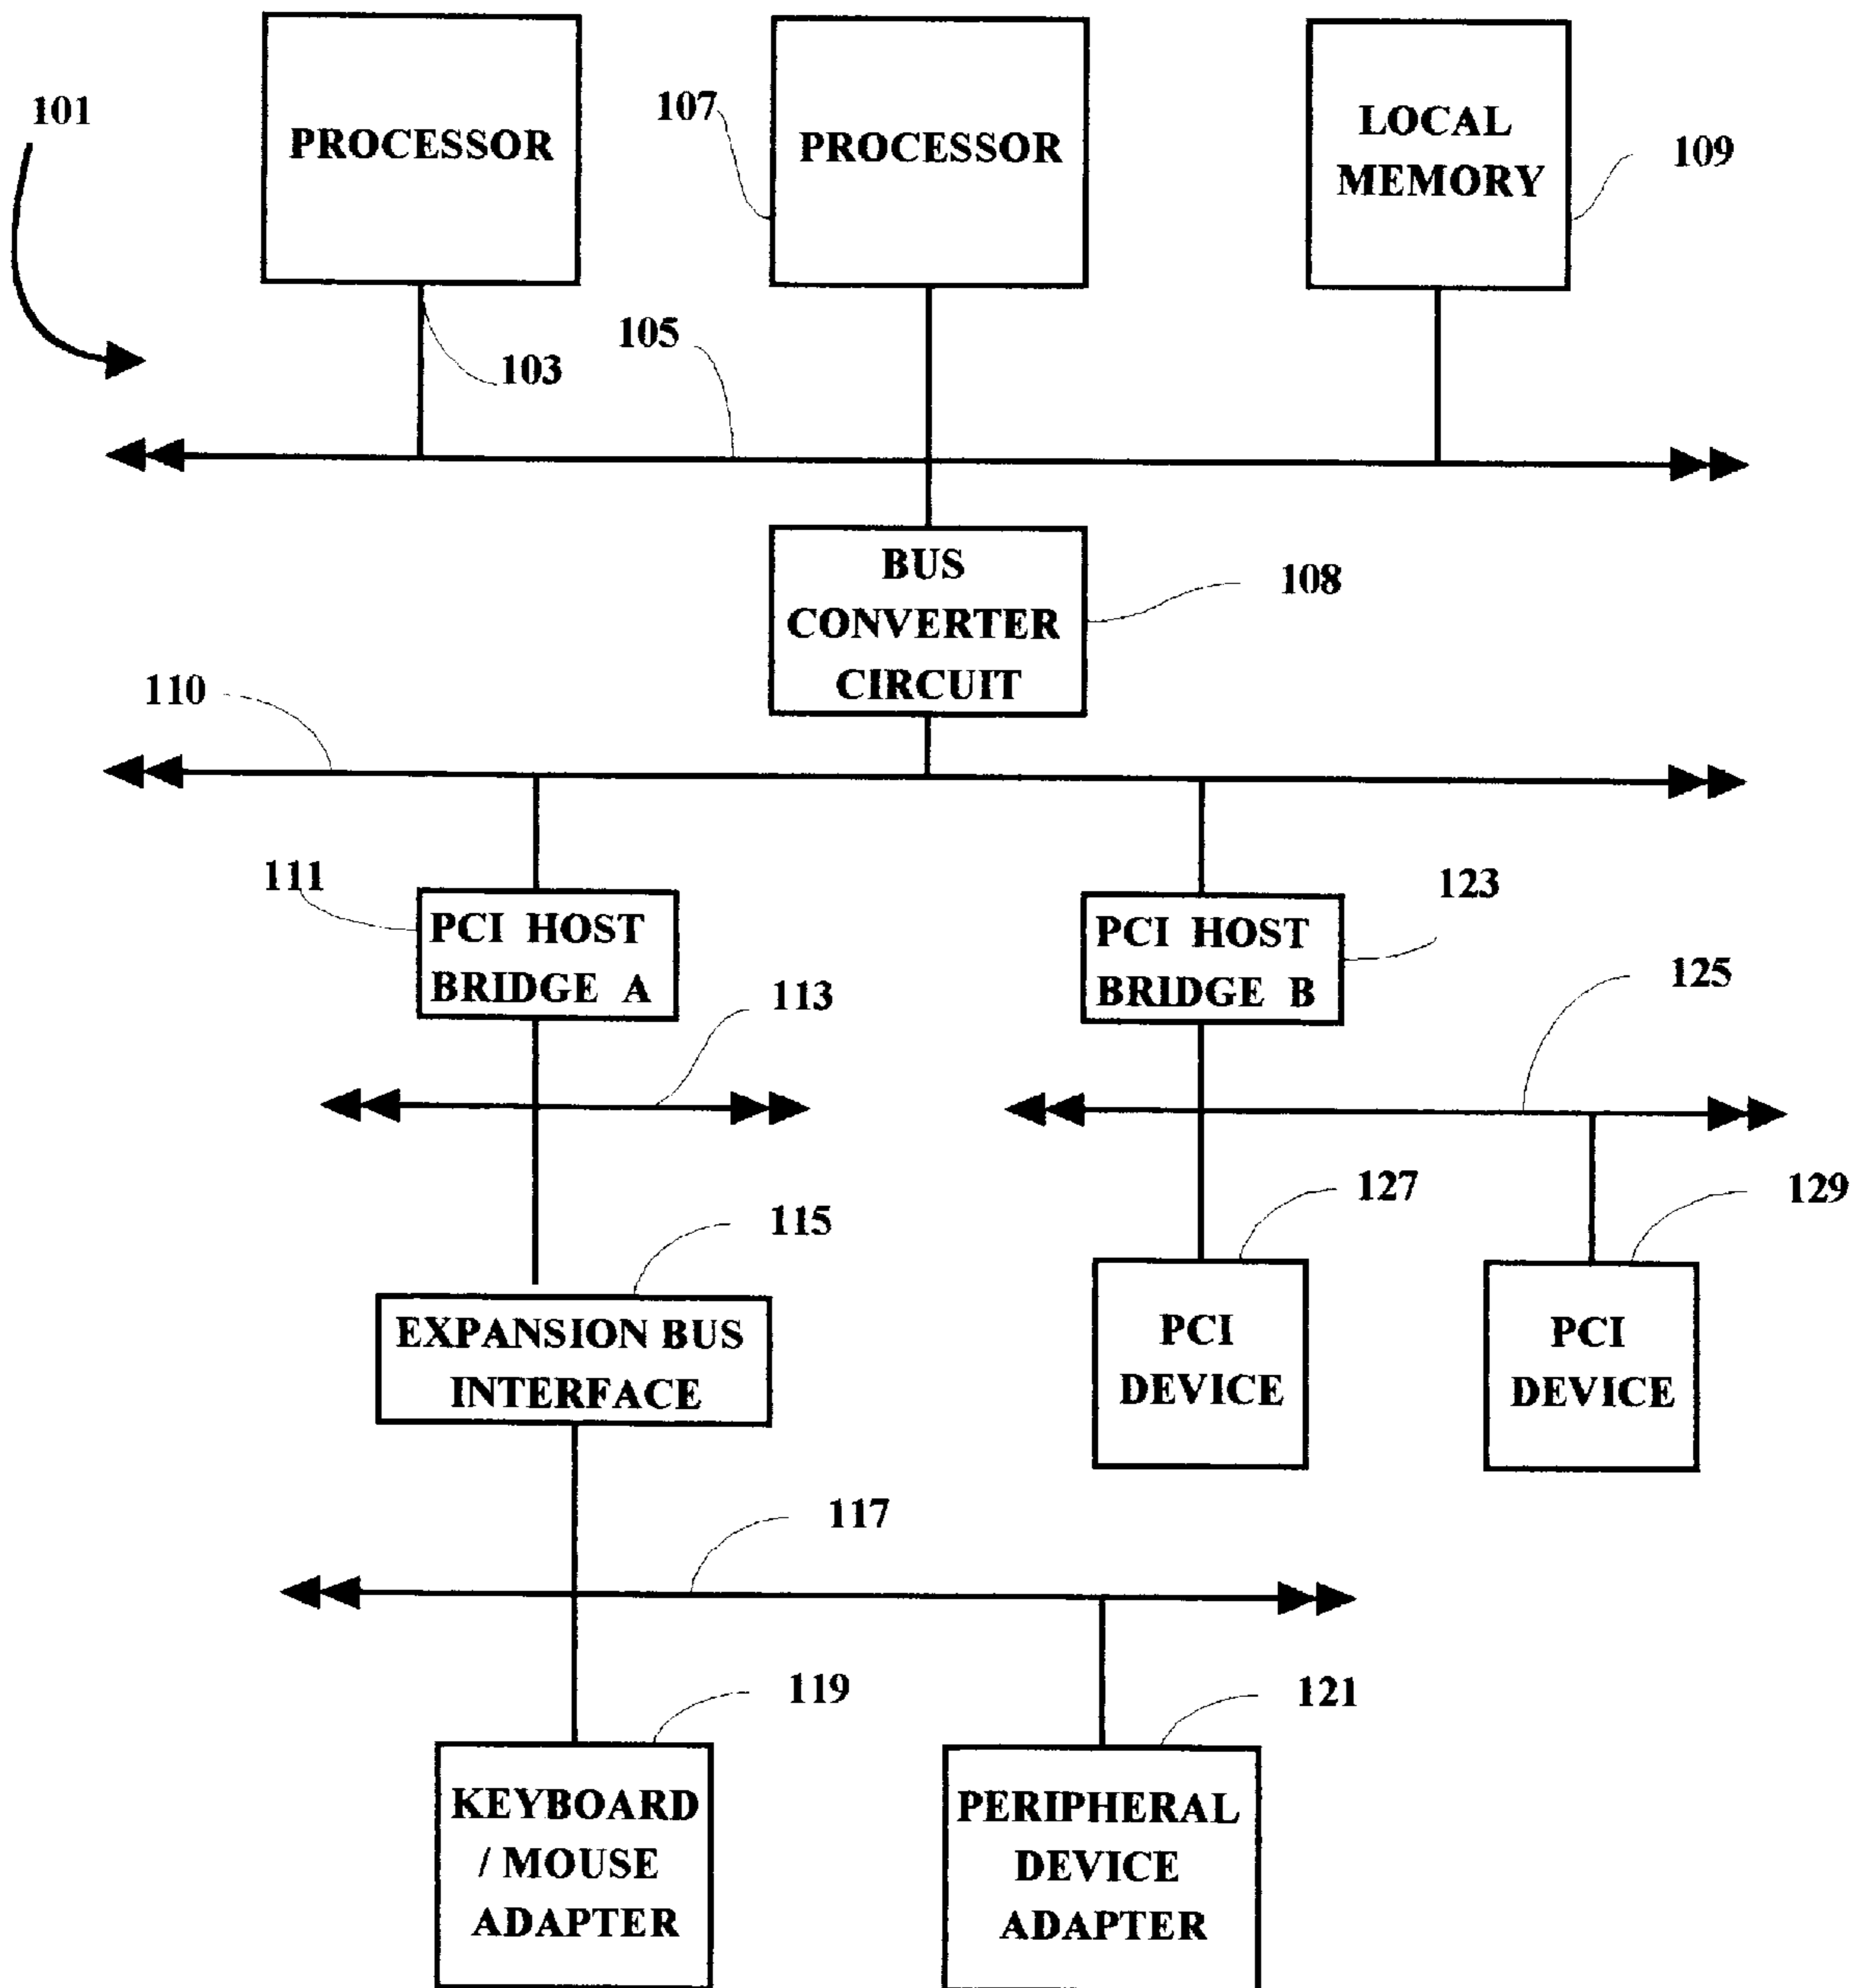 101
PROCESSOR
107
PROCESSOR
LOCAL
MEMORY
109
103
105
BUS
CONVERTER
CIRCUIT
108
110
111
PCI HOST
BRIDGE A
113
PCI HOST
BRIDGE B
123
125
115
EXPANSION BUS
INTERFACE
127
PCI
DEVICE
129
PCI
DEVICE
117
119
KEYBOARD
/ MOUSE
ADAPTER
121
PERIPHERAL
DEVICE
ADAPTER